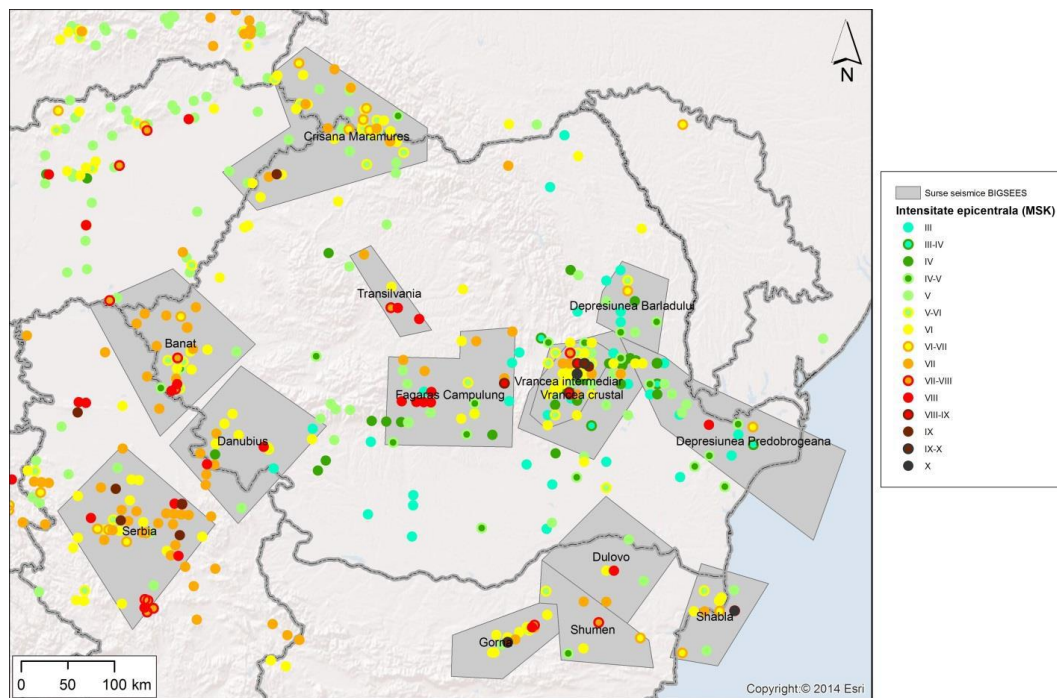 N
Crisana Maramures
Transilvania
Depresiunea Barladului
Banat
Vrancea intermediar
Fagaras Campulung
Vrancea crustal
Danubius
Depresiunea Predobrogeana
Serbia
Dulovo
Shabla
Shumen
Gorna
0 50 100 km
Copyright:© 2014 Esri
Surse seismice BIGSEES
Intensitate epicentrala (MSK)
III
III-IV
IV
IV-V
V
V-VI
VI
VI-VII
VII
VII-VIII
VIII
VIII-IX
IX
IX-X
X